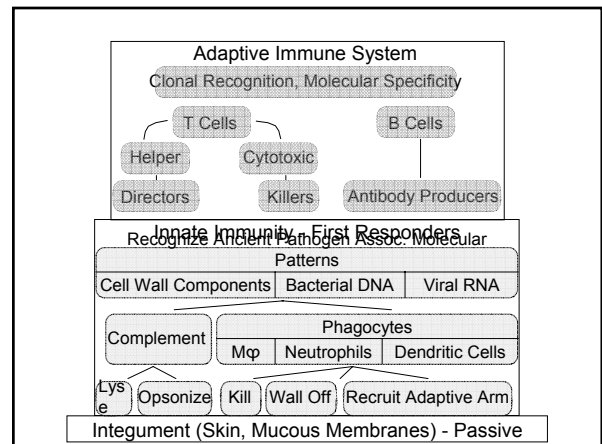 Adaptive Immune System
Clonal Recognition, Molecular Specificity
T Cells
B Cells
Helper
Cytotoxic
Directors
Killers
Antibody Producers
Innate Immunity - First Responders
Recognize Ancient Pathogen Assoc. Molecular
Patterns
Cell Wall Components
Bacterial DNA
Viral RNA
Complement
Phagocytes
Mφ
Neutrophils
Dendritic Cells
Lys
e
Opsonize
Kill
Wall Off
Recruit Adaptive Arm
Integument (Skin, Mucous Membranes) - Passive